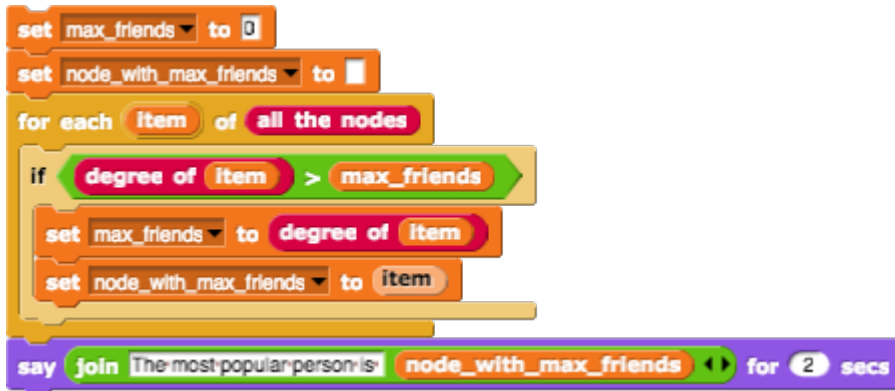 set max_friends to 0
set node_with_max_friends to
for each item of all the nodes
if degree of item > max_friends
set max_friends to degree of item
set node_with_max_friends to item
say join The most popular person is node_with_max_friends for 2 secs